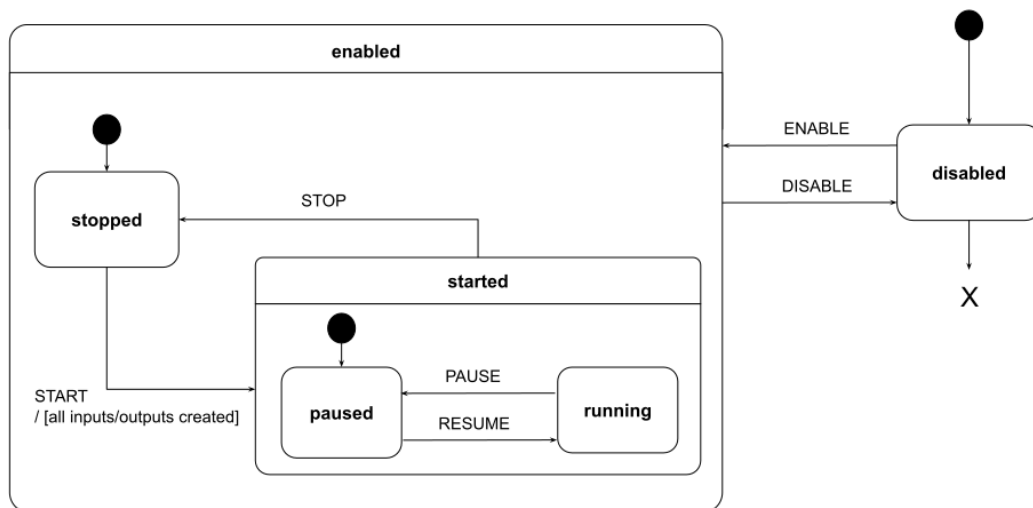 enabled
ENABLE
disabled
DISABLE
stopped
STOP
started
START
/ [all inputs/outputs created]
PAUSE
paused
running
RESUME
X